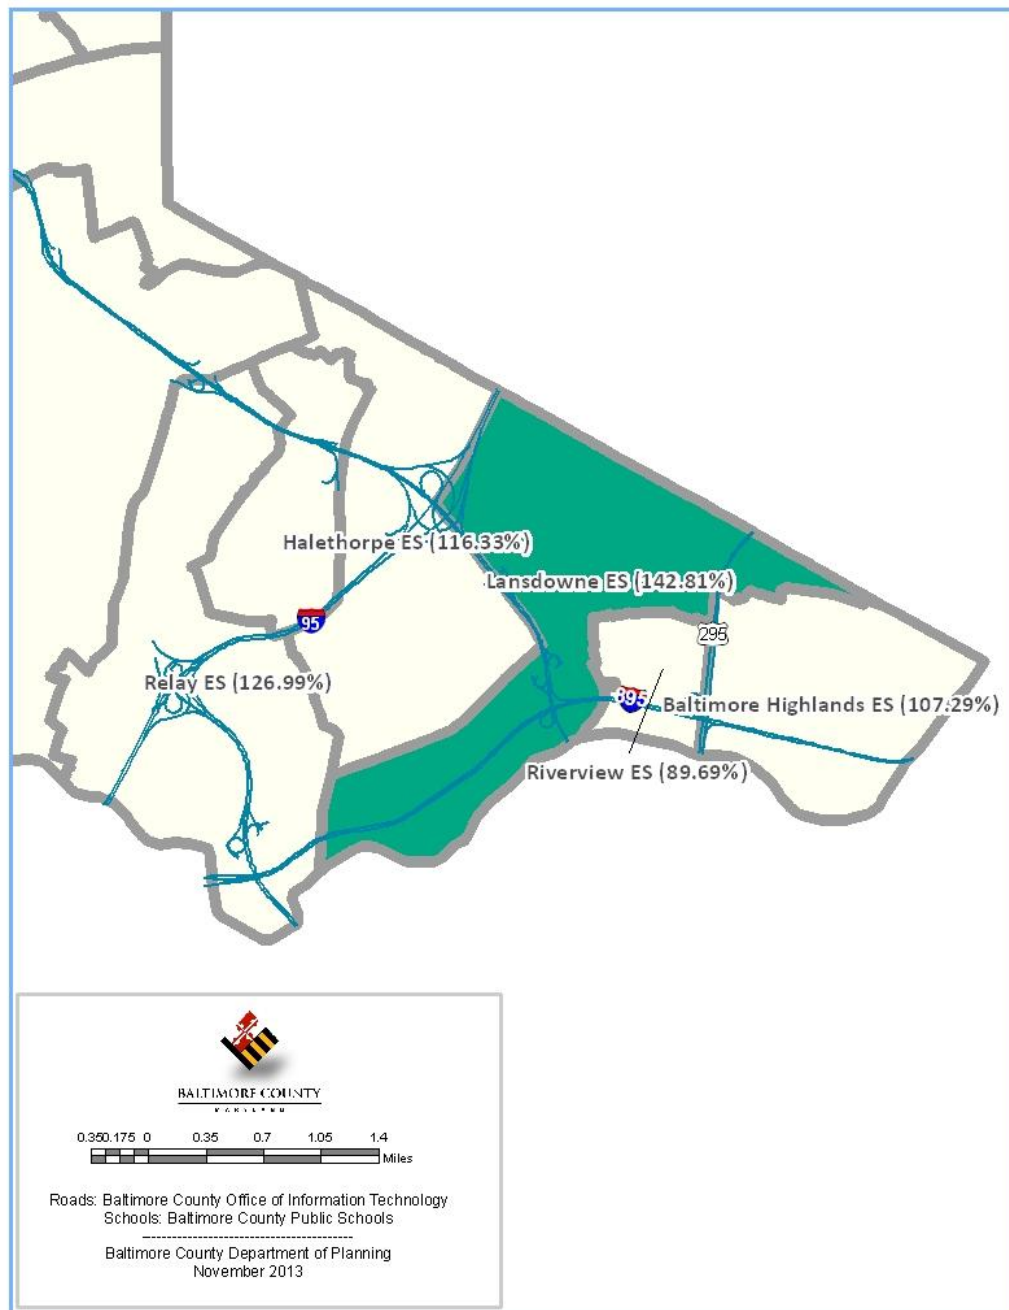 Halethorpe ES (116.33%)
Lansdowne ES (142.81%)
95
295
Relay ES (126.99%)
895
Baltimore Highlands ES (107.29%)
Riverview ES (89.69%)
BALTIMORE COUNTY
MARYLAND
0.35 0.175 0 0.35 0.7 1.05 1.4
Miles
Roads: Baltimore County Office of Information Technology
Schools: Baltimore County Public Schools
Baltimore County Department of Planning
November 2013